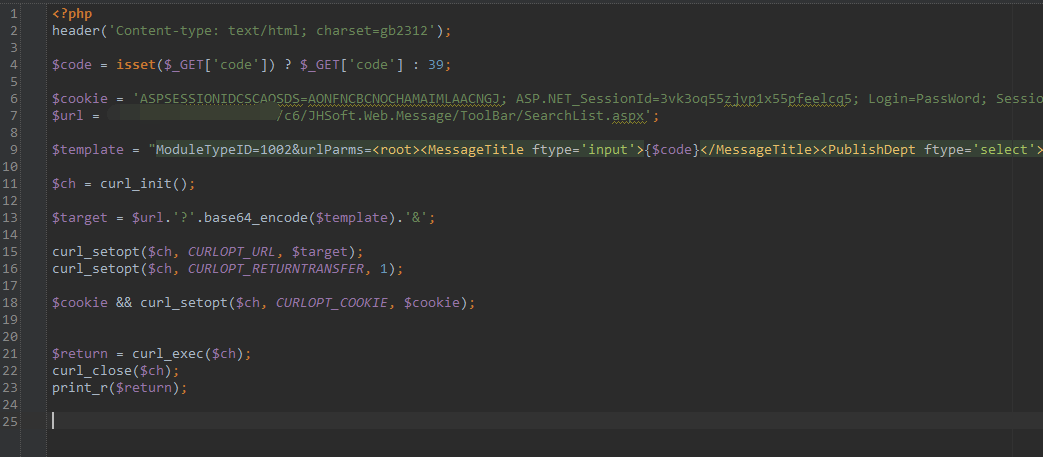 1 <?php
2 header('Content-type: text/html; charset=gb2312');
3
4 $code = isset($_GET['code']) ? $_GET['code'] : 39;
5
6 $cookie = 'ASPSESSIONIDCSCAQSDS=AONFNCBCNOCHAMAIMLAACNGJ; ASP.NET_SessionId=3vk3oq55zjvp1x55pfeelcq5; Login=PassWord; Sessio
7 $url = /c6/JHSoft.Web.Message/ToolBar/SearchList.aspx';
8
9 $template = "ModuleTypeID=1002&urlParms=<root><MessageTitle ftype='input'>{$code}</MessageTitle><PublishDept ftype='select'>
10
11 $ch = curl_init();
12
13 $target = $url.'?'.base64_encode($template).'&';
14
15 curl_setopt($ch, CURLOPT_URL, $target);
16 curl_setopt($ch, CURLOPT_RETURNTRANSFER, 1);
17
18 $cookie && curl_setopt($ch, CURLOPT_COOKIE, $cookie);
19
20
21 $return = curl_exec($ch);
22 curl_close($ch);
23 print_r($return);
24
25